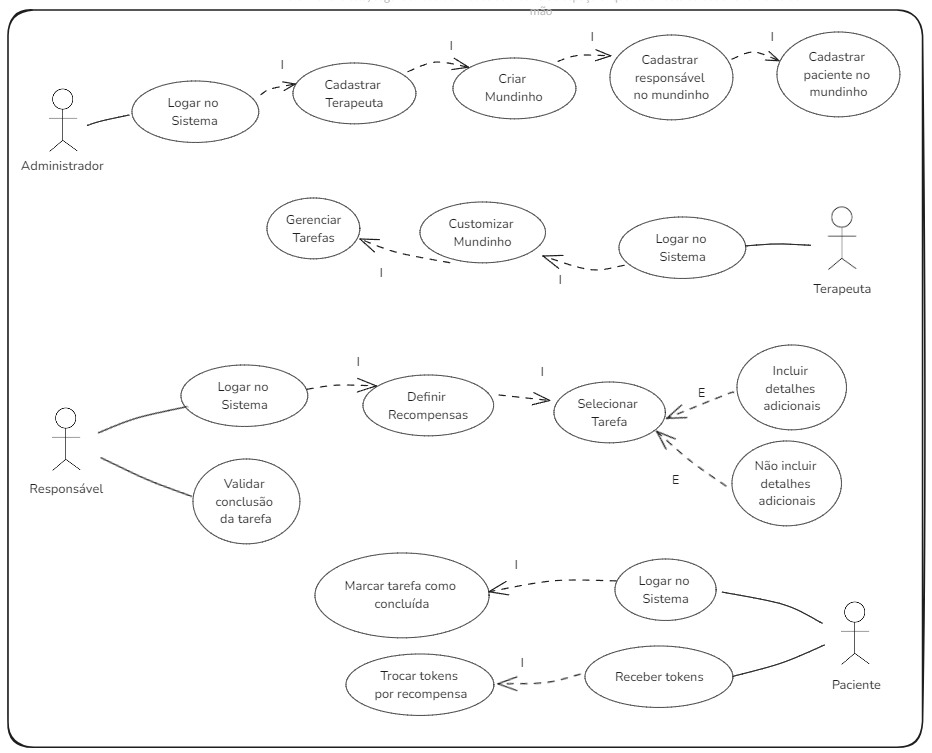 mão
I
I
I
I
Logar no
Sistema
Cadastrar
Terapeuta
Criar
Mundinho
Cadastrar
responsável
no mundinho
Cadastrar
paciente no
mundinho
Administrador
Gerenciar
Tarefas
Customizar
Mundinho
Logar no
Sistema
I
I
Terapeuta
Logar no
Sistema
I
Definir
Recompensas
I
Selecionar
Tarefa
E
Incluir
detalhes
adicionais
E
Não incluir
detalhes
adicionais
Responsável
Validar
conclusão
da tarefa
Marcar tarefa como
concluída
I
Logar no
Sistema
Trocar tokens
por recompensa
I
Receber tokens
Paciente